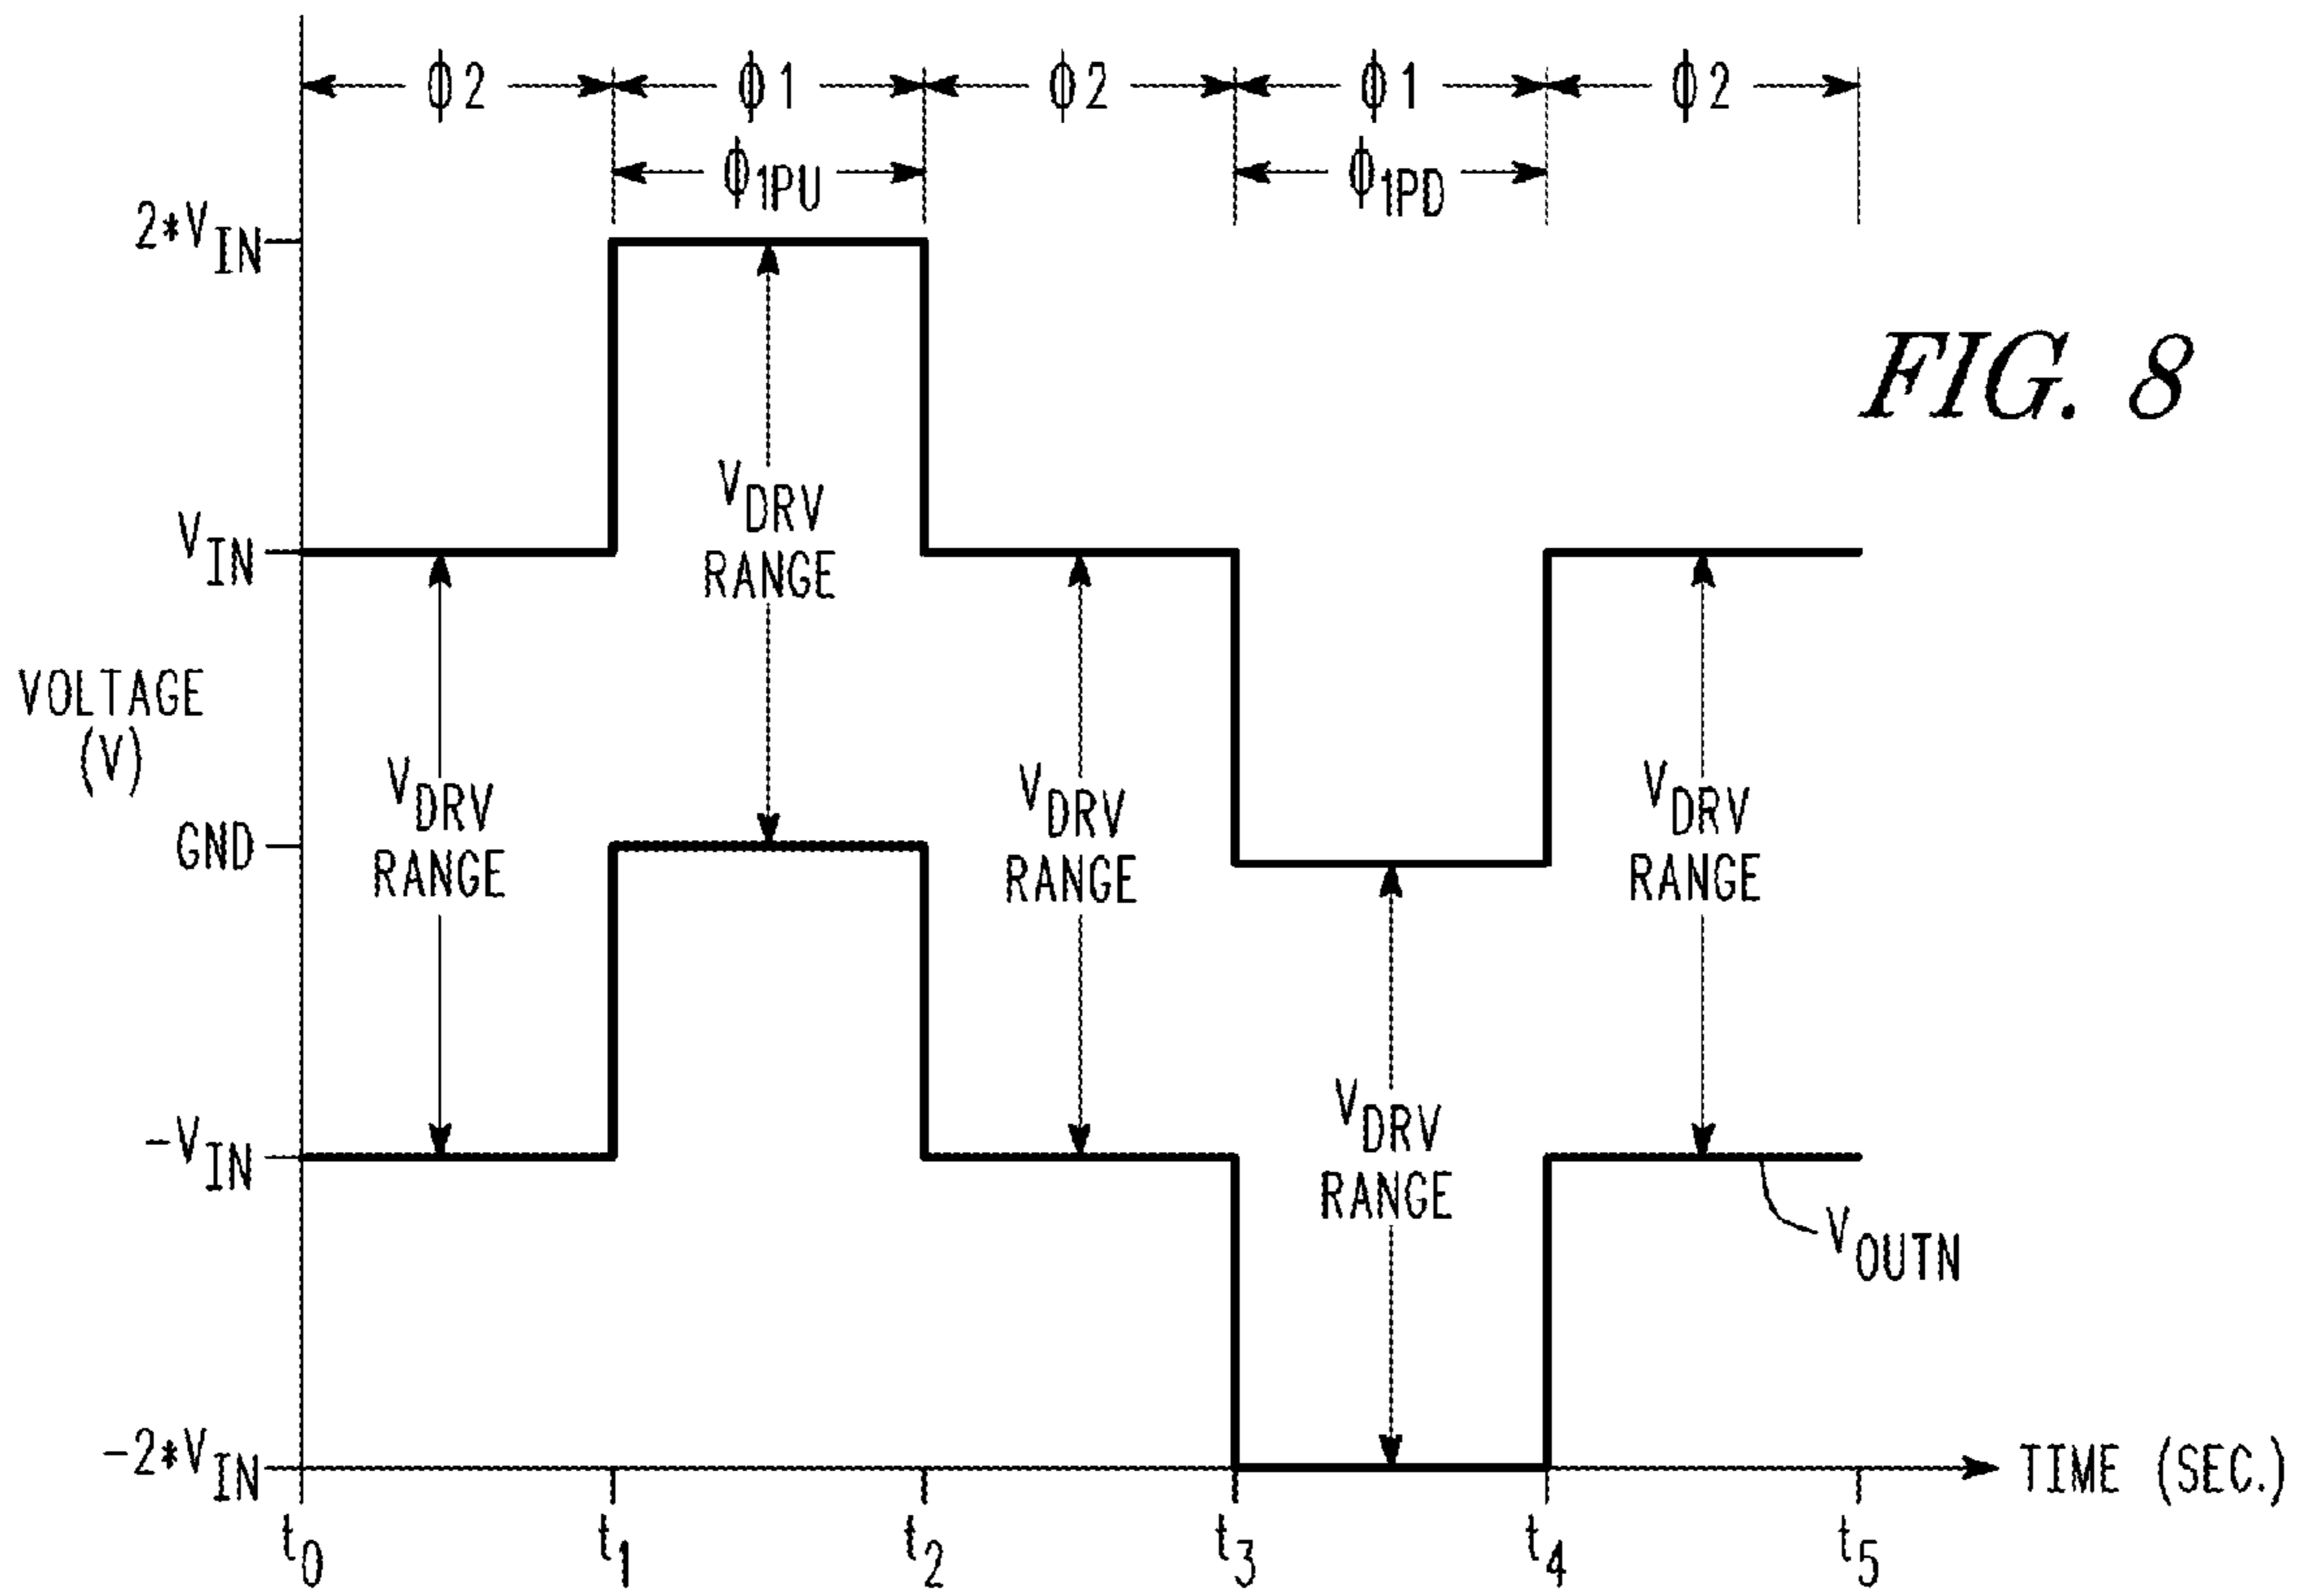 ϕ2 ϕ1 ϕ2 ϕ1 ϕ2
ϕ1PU ϕ1PD
2*VIN
FIG. 8
VDRV
RANGE
VIN
VOLTAGE
(V)
VDRV
RANGE
VDRV
RANGE
VDRV
RANGE
GND
VDRV
RANGE
-VIN
VOUTN
-2*VIN
TIME (SEC.)
t0 t1 t2 t3 t4 t5